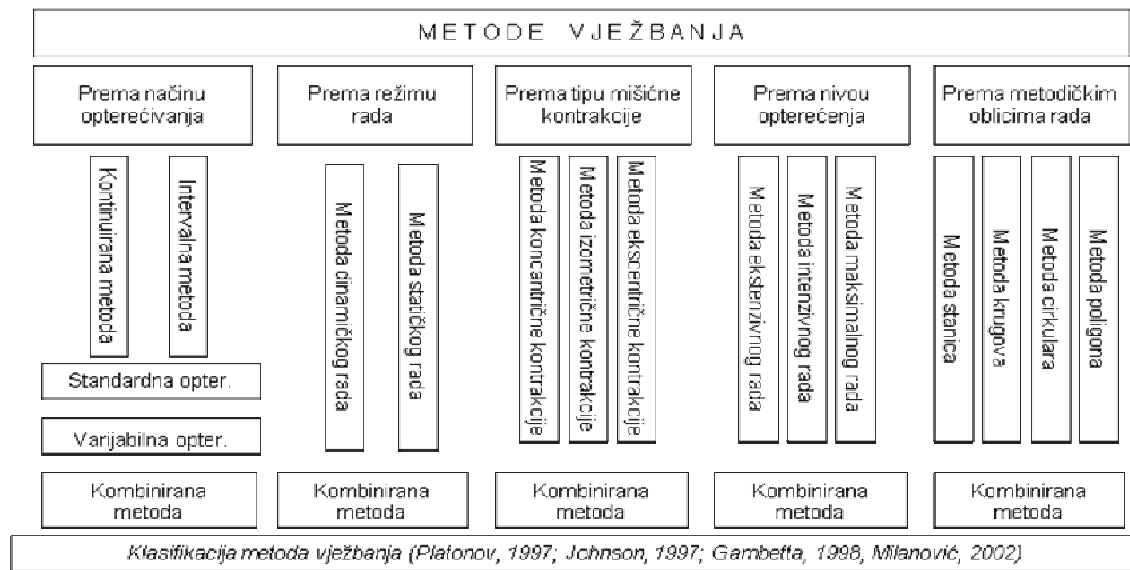 METODE VJEŽBANJA
Prema načinu
opterećivanja
Prema režimu
rada
Prema tipu mišićne
kontrakcije
Prema nivou
opterećenja
Prema metodičkim
oblicima rada
Kontinuirana metoda
Intervalna metoda
Standardna opter.
Varijabilna opter.
Metoda dinamičkog rada
Metoda statičkog rada
Metoda koncantrične kontrakcije
Metoda izometrične kontrakcije
Metoda ekscentrične kontrakcije
Metoda ekstenzivnog rada
Metoda intenzivnog rada
Metoda maksimalnog rada
Metoda stanica
Metoda krugova
Metoda cirkulara
Metoda poligona
Kombinirana
metoda
Kombinirana
metoda
Kombinirana
metoda
Kombinirana
metoda
Kombinirana
metoda
Klasifikacija metoda vježbanja (Platonov, 1997; Johnson, 1997; Gambetta, 1998, Milanović, 2002)